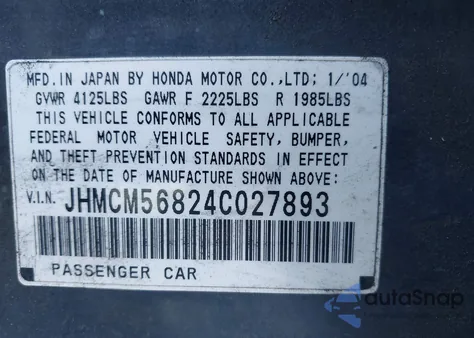 MFD.IN JAPAN BY HONDA MOTOR CO.,LTD; 1/'04
GVWR 4125LBS GAWR F 2225LBS R 1985LBS
THIS VEHICLE CONFORMS TO ALL APPLICABLE
FEDERAL MOTOR VEHICLE SAFETY, BUMPER,
AND THEFT PREVENTION STANDARDS IN EFFECT
ON THE DATE OF MANUFACTURE SHOWN ABOVE:
V.I.N. JHMCM56824C027893
PASSENGER CAR
autaSnap